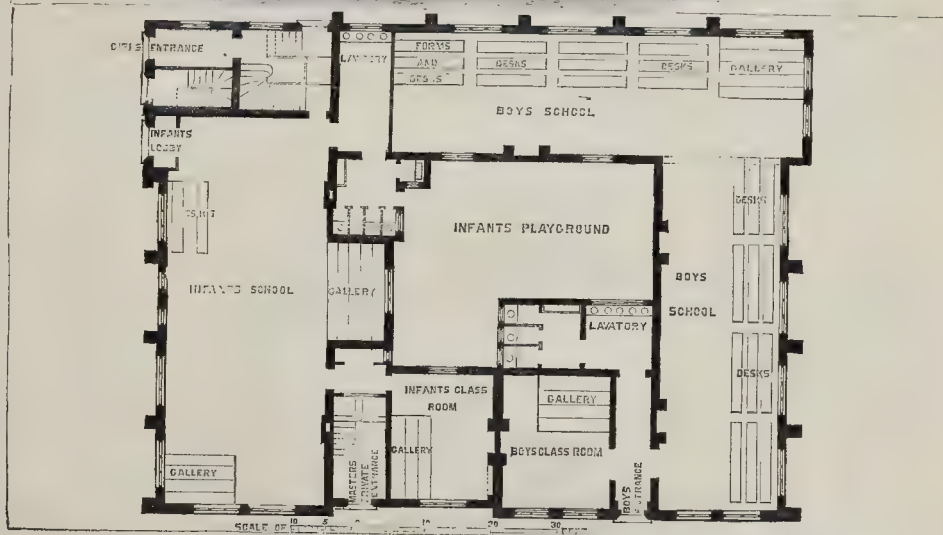 GIRLS ENTRANCE
LAVATORY
FORMS
AND
DESKS
DESKS
DESKS
GALLERY
BOYS SCHOOL
INFANTS
LOBBY
DESKS
INFANTS PLAYGROUND
INFANTS SCHOOL
GALLERY
BOYS
SCHOOL
LAVATORY
DESKS
INFANTS CLASS
ROOM
GALLERY
GALLERY
BOYS CLASS ROOM
GALLERY
MASTERS
PRIVATE
ENTRANCE
BOYS
ENTRANCE
SCALE OF
10 5 10 20 30 FEET